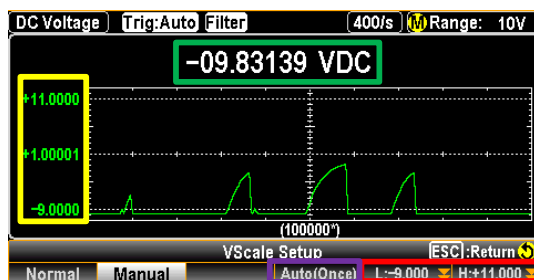 DC Voltage Trig:Auto Filter 400/s M Range: 10V
-09.83139 VDC
+11.0000
+1.00001
-9.0000
(100000*)
VScale Setup ESC :Return
Normal Manual Auto(Once) L:-9.000 H:+11.000